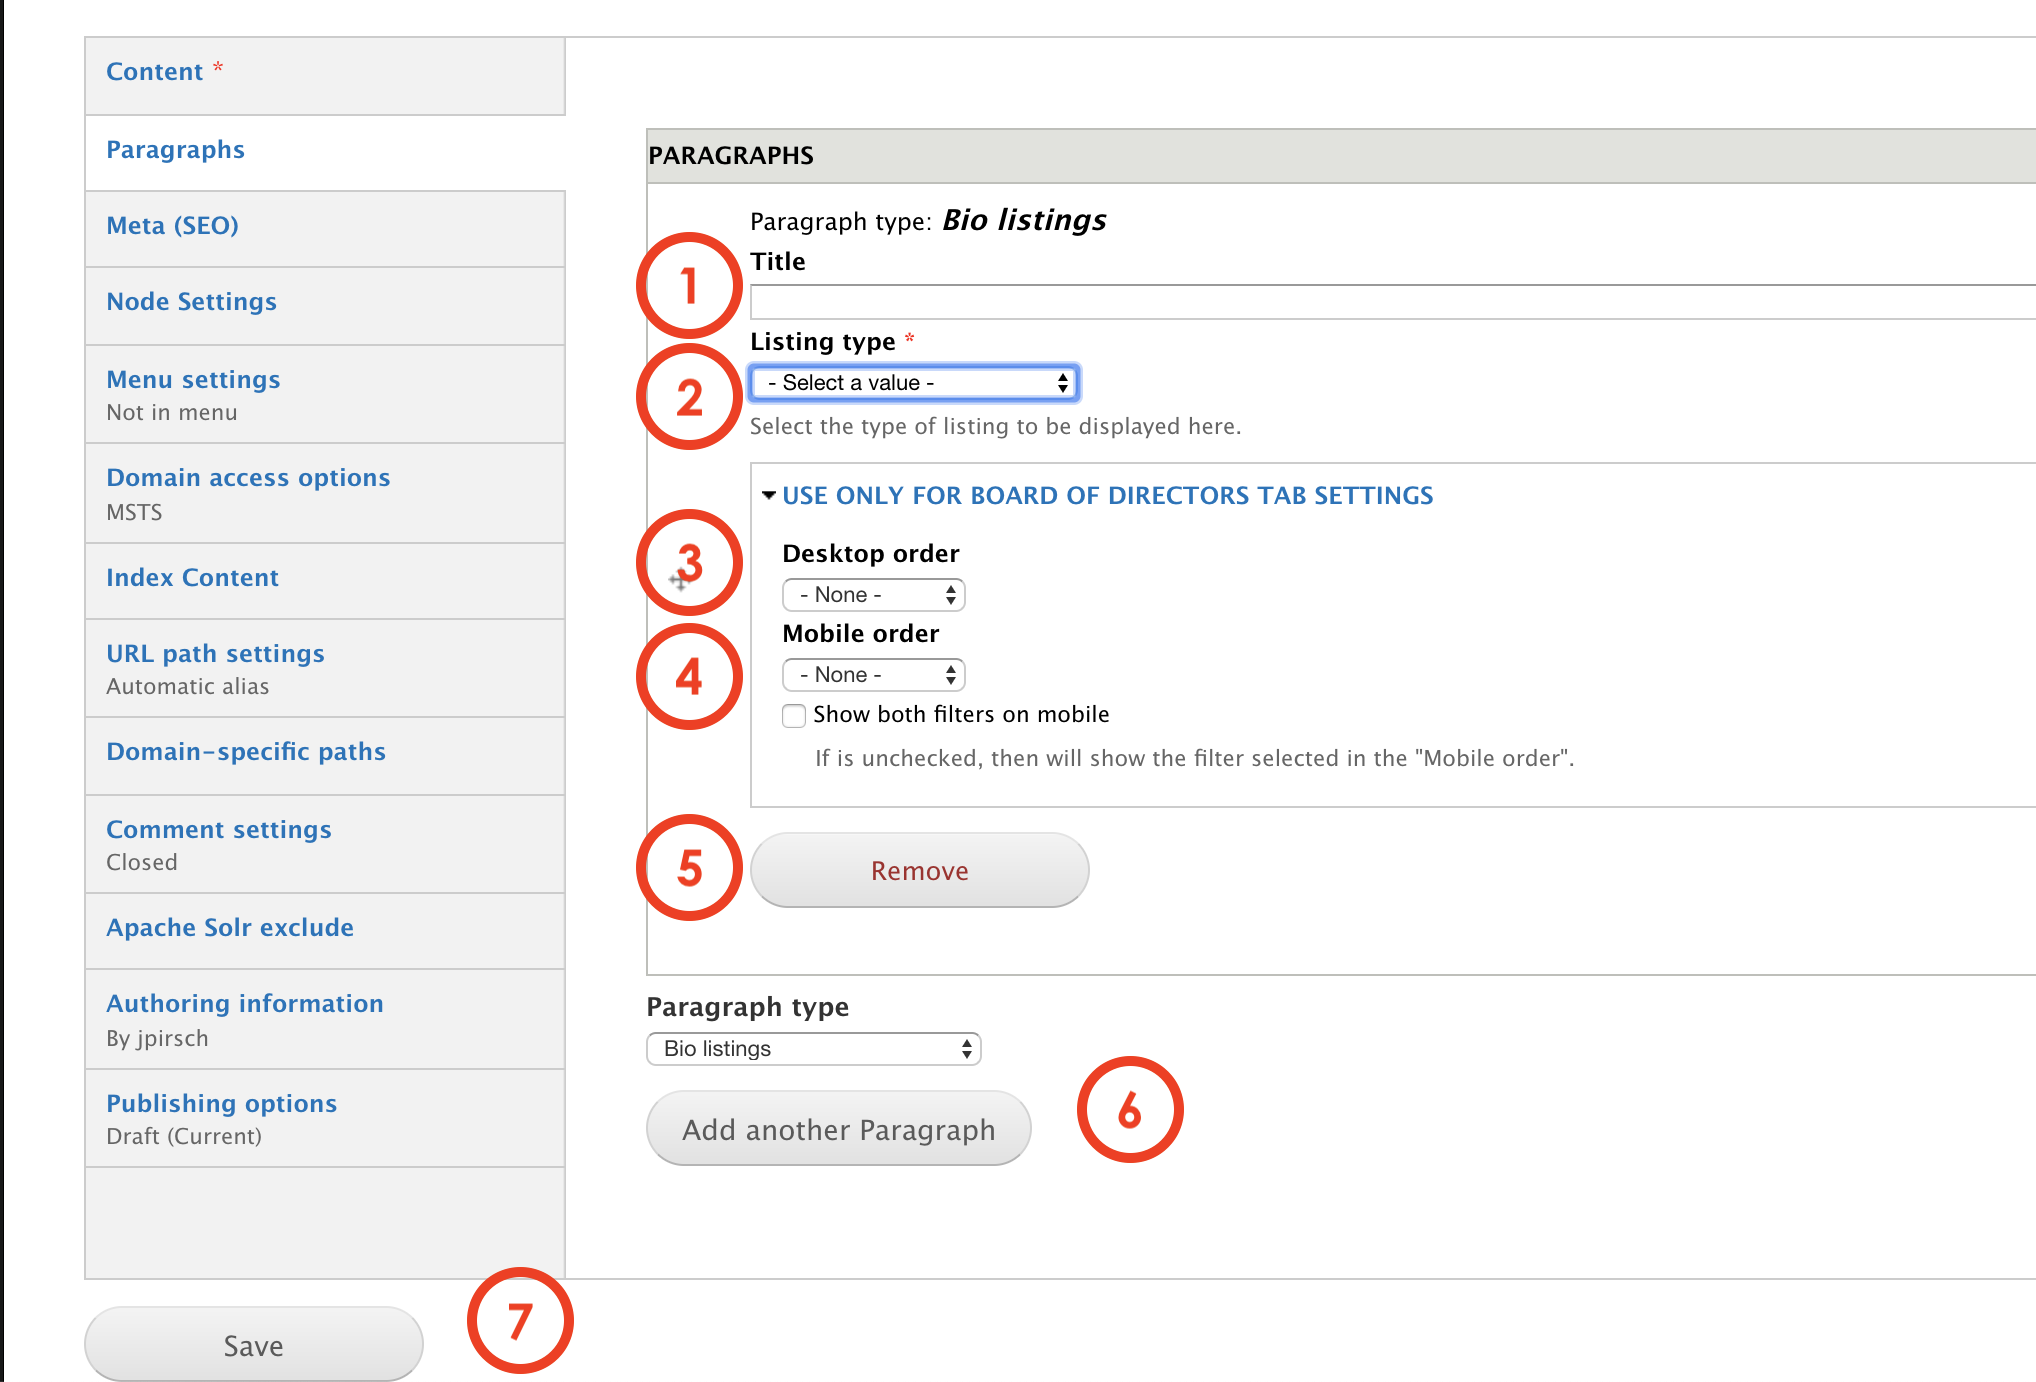 Content *
Paragraphs
Meta (SEO)
Node Settings
Menu settings
Not in menu
Domain access options
MSTS
Index Content
URL path settings
Automatic alias
Domain-specific paths
Comment settings
Closed
Apache Solr exclude
Authoring information
By jpirsch
Publishing options
Draft (Current)
PARAGRAPHS
Paragraph type: Bio listings
Title
1
Listing type *
2
- Select a value -
Select the type of listing to be displayed here.
USE ONLY FOR BOARD OF DIRECTORS TAB SETTINGS
Desktop order
3
- None -
Mobile order
4
- None -
Show both filters on mobile
If is unchecked, then will show the filter selected in the "Mobile order".
5
Remove
Paragraph type
Bio listings
Add another Paragraph
6
7
Save